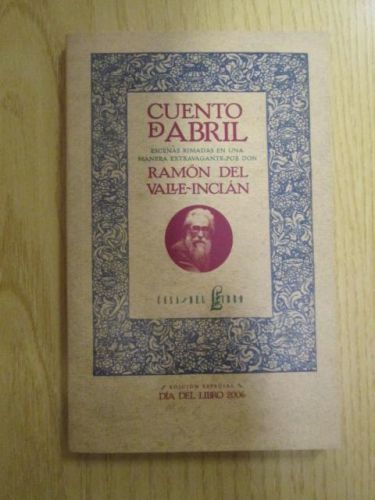 CUENTO
D ABRIL
ESCENAS RIMADAS EN UNA
MANERA EXTRAVAGANTE, POR DON
RAMÓN DEL
VALLE-INCLÁN
CASA DEL LIBRO
EDICIÓN ESPECIAL
DÍA DEL LIBRO 2006